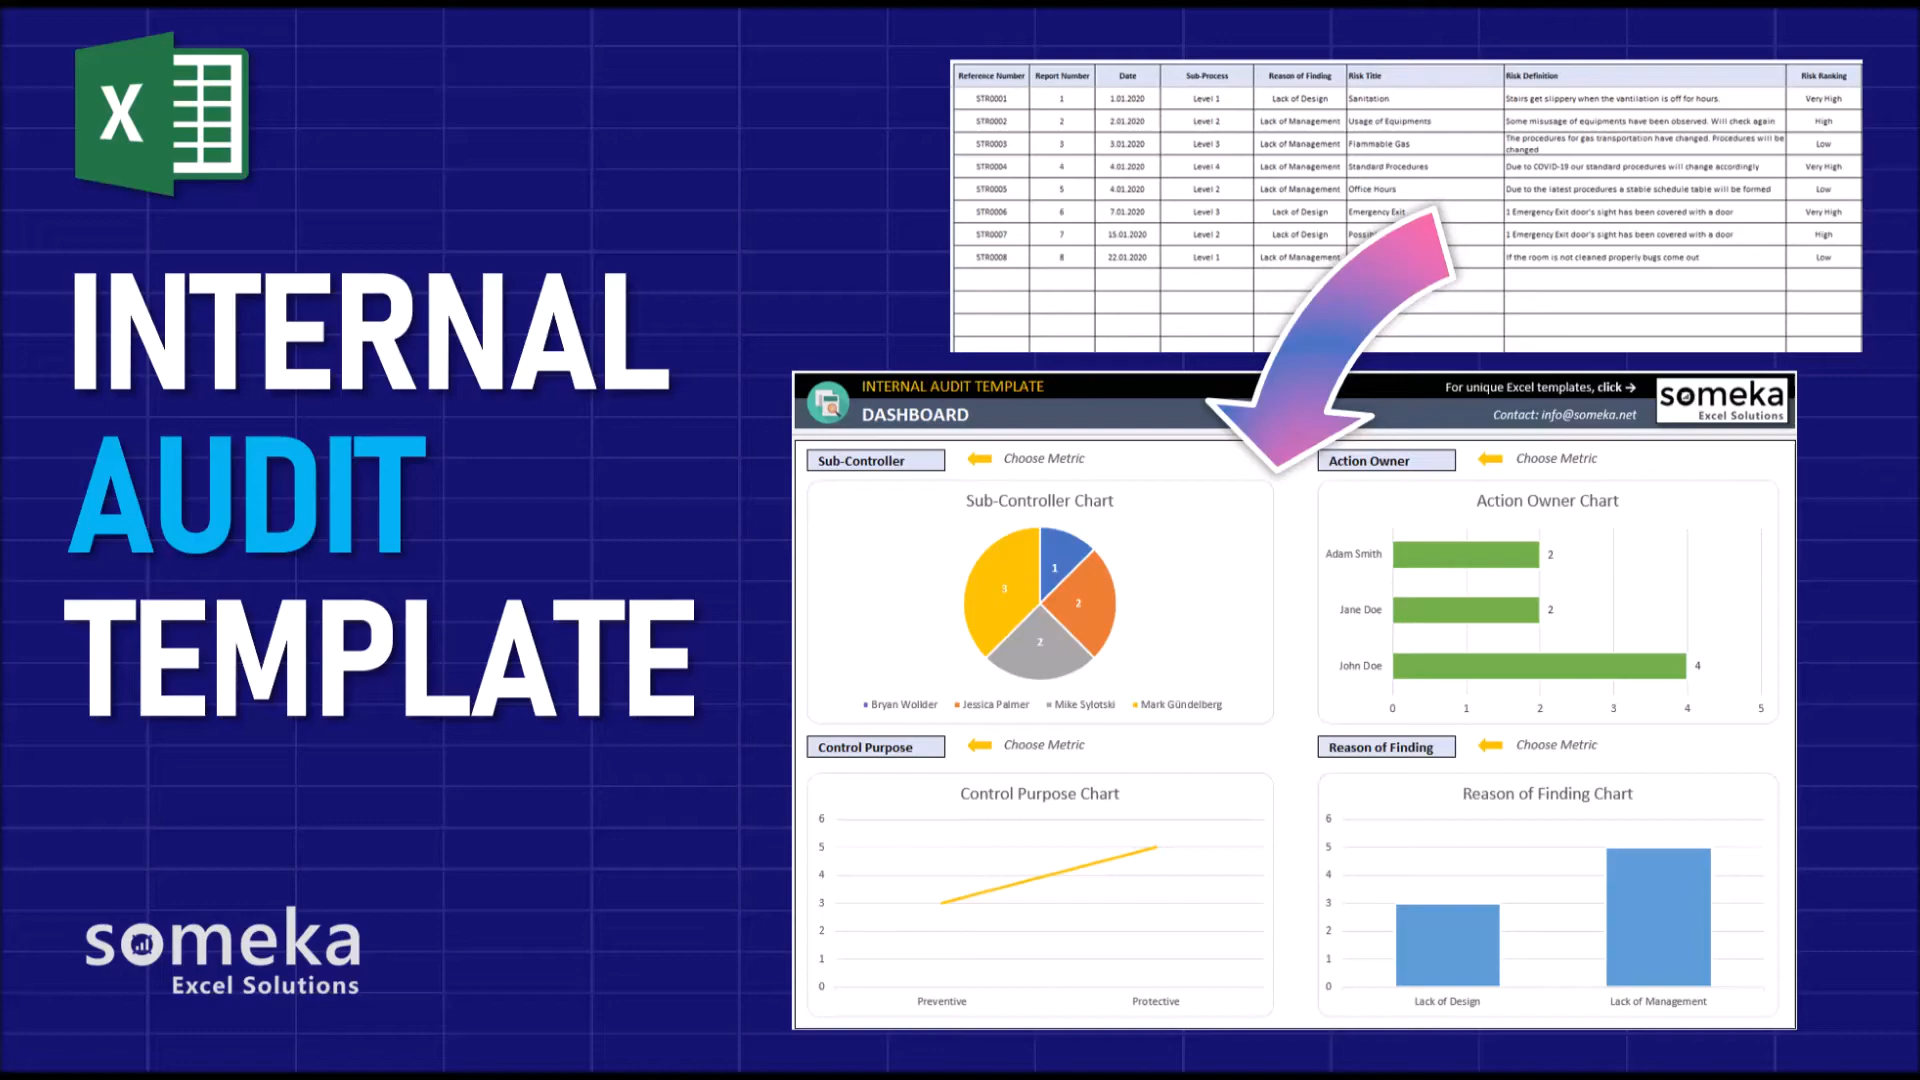 X
INTERNAL
AUDIT
TEMPLATE
someka
Excel Solutions
Reference Number Report Number Date Sub-Process Reason of Finding Risk Title Risk Definition Risk Ranking
STR0001 1 1.01.2020 Level 1 Lack of Design Sanitation Stairs get slippery when the vantilation is off for hours. Very High
STR0002 2 2.01.2020 Level 2 Lack of Management Usage of Equipments Some misusage of equipments have been observed. Will check again High
STR0003 3 3.01.2020 Level 3 Lack of Management Flammable Gas The procedures for gas transportation have changed. Procedures will be
changed Low
STR0004 4 4.01.2020 Level 4 Lack of Management Standard Procedures Due to COVID-19 our standard procedures will change accordingly Very High
STR0005 5 4.01.2020 Level 2 Lack of Management Office Hours Due to the latest procedures a stable schedule table will be formed Low
STR0006 6 7.01.2020 Level 3 Lack of Design Emergency Exit 1 Emergency Exit door's sight has been covered with a door Very High
STR0007 7 15.01.2020 Level 2 Lack of Design 1 Emergency Exit door's sight has been covered with a door High
STR0008 8 22.01.2020 Level 1 Lack of Management If the room is not cleaned properly bugs come out Low
INTERNAL AUDIT TEMPLATE
DASHBOARD
For unique Excel templates, click →
Contact: info@someka.net
someka
Excel Solutions
Sub-Controller Choose Metric
Sub-Controller Chart
1
2
2
3
Bryan Wollder Jessica Palmer Mike Sylotski Mark Gündelberg
Action Owner Choose Metric
Action Owner Chart
Adam Smith 2
Jane Doe 2
John Doe 4
0 1 2 3 4 5
Control Purpose Choose Metric
Control Purpose Chart
6
5
4
3
2
1
0
Preventive Protective
Reason of Finding Choose Metric
Reason of Finding Chart
6
5
4
3
2
1
0
Lack of Design Lack of Management